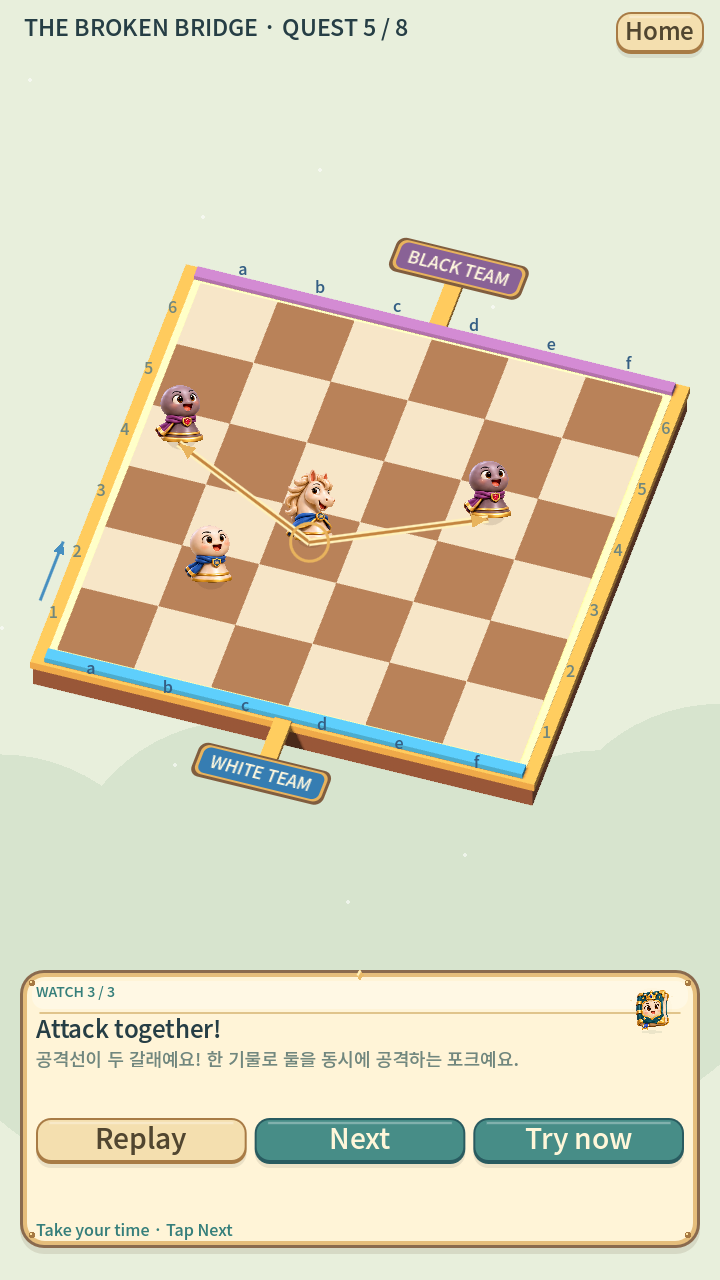 THE BROKEN BRIDGE · QUEST 5 / 8
Home
BLACK TEAM
a b c d e f
6 6
5 5
4 4
3 3
2 2
1 1
a b c d e f
WHITE TEAM
WATCH 3 / 3
Attack together!
공격선이 두 갈래예요! 한 기물로 둘을 동시에 공격하는 포크예요.
Replay
Next
Try now
Take your time · Tap Next